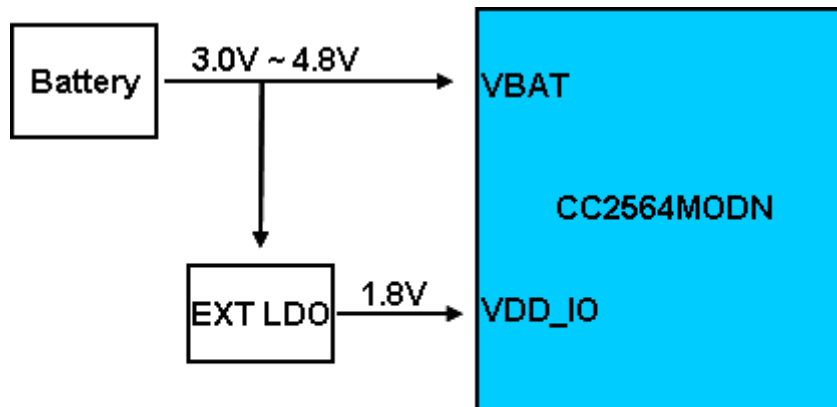 Battery
3.0V ~ 4.8V
VBAT
CC2564MODN
EXT LDO
1.8V
VDD_IO